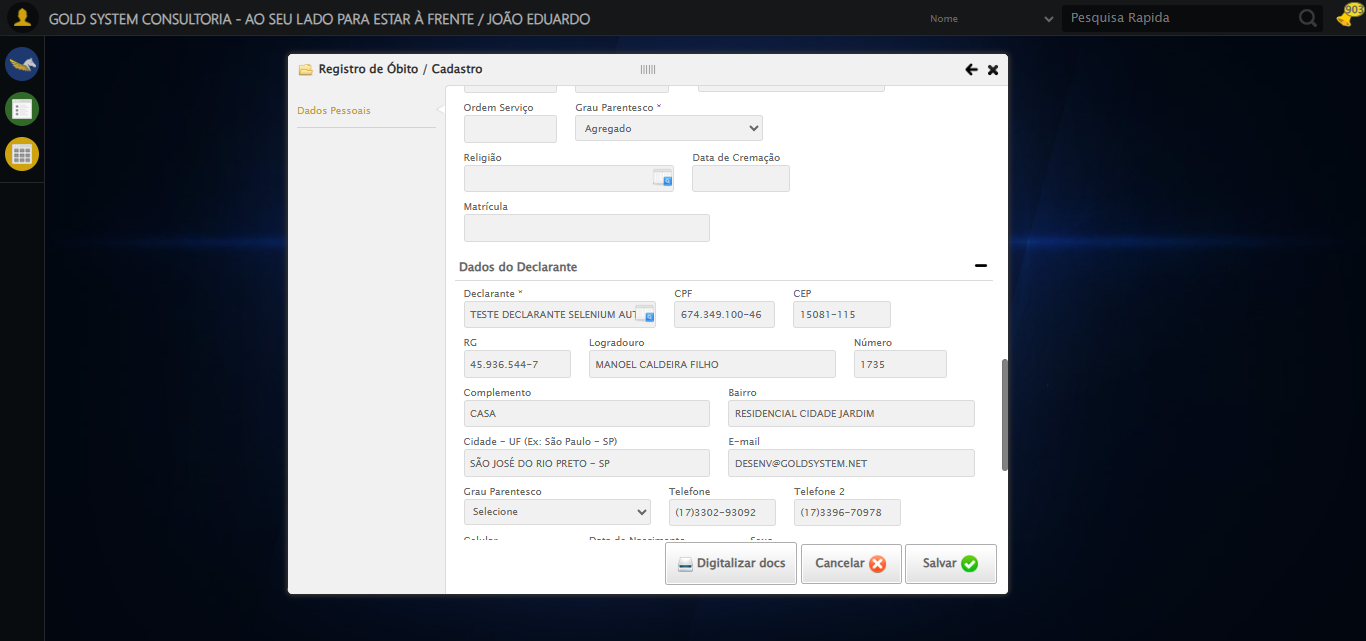 GOLD SYSTEM CONSULTORIA - AO SEU LADO PARA ESTAR À FRENTE / JOÃO EDUARDO
Nome
Pesquisa Rapida
903
Registro de Óbito / Cadastro
Dados Pessoais
Ordem Serviço
Grau Parentesco *
Agregado
Religião
Data de Cremação
Matrícula
Dados do Declarante
Declarante *
CPF
CEP
TESTE DECLARANTE SELENIUM AUT
674.349.100-46
15081-115
RG
Logradouro
Número
45.936.544-7
MANOEL CALDEIRA FILHO
1735
Complemento
Bairro
CASA
RESIDENCIAL CIDADE JARDIM
Cidade - UF (Ex: São Paulo - SP)
E-mail
SÃO JOSÉ DO RIO PRETO - SP
DESENV@GOLDSYSTEM.NET
Grau Parentesco
Telefone
Telefone 2
Selecione
(17)3302-93092
(17)3396-70978
Celular
Data de Nascimento
Sexo
Digitalizar docs
Cancelar
Salvar